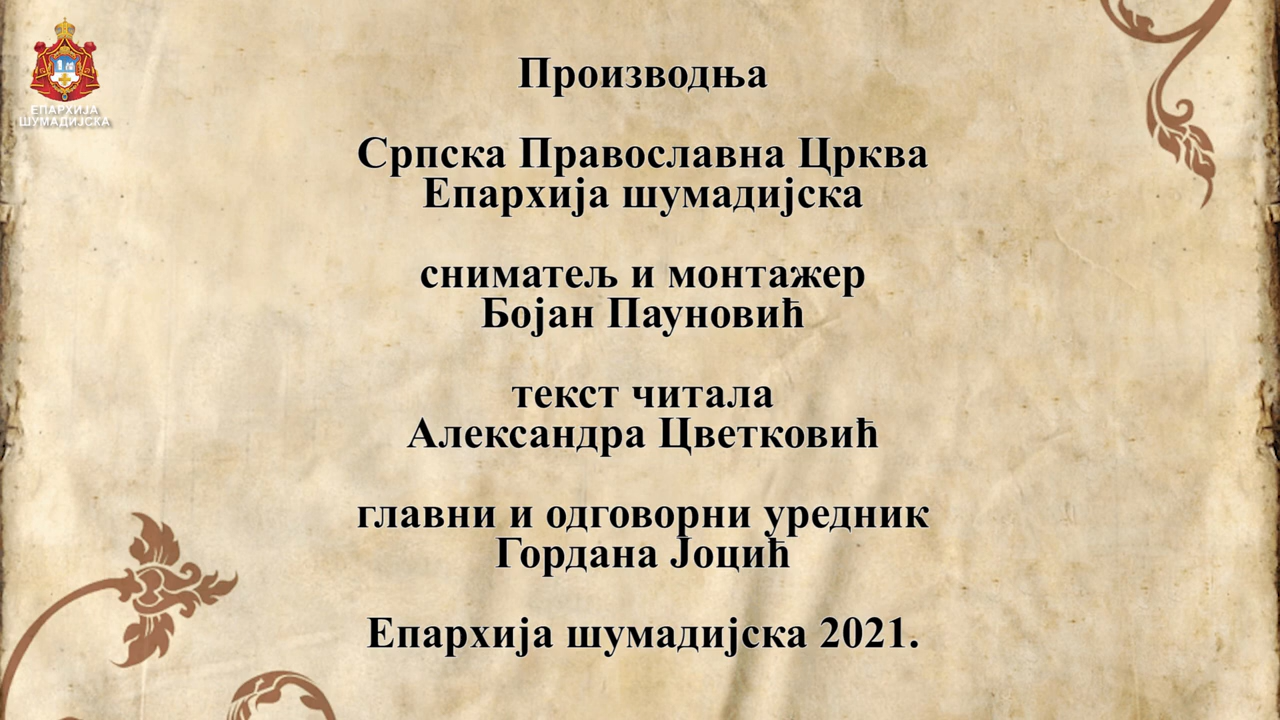 ЕПАРХИЈА
ШУМАДИЈСКА
Производња
Српска Православна Црква
Епархија шумадијска
сниматељ и монтажер
Бојан Пауновић
текст читала
Александра Цветковић
главни и одговорни уредник
Гордана Јоцић
Епархија шумадијска 2021.